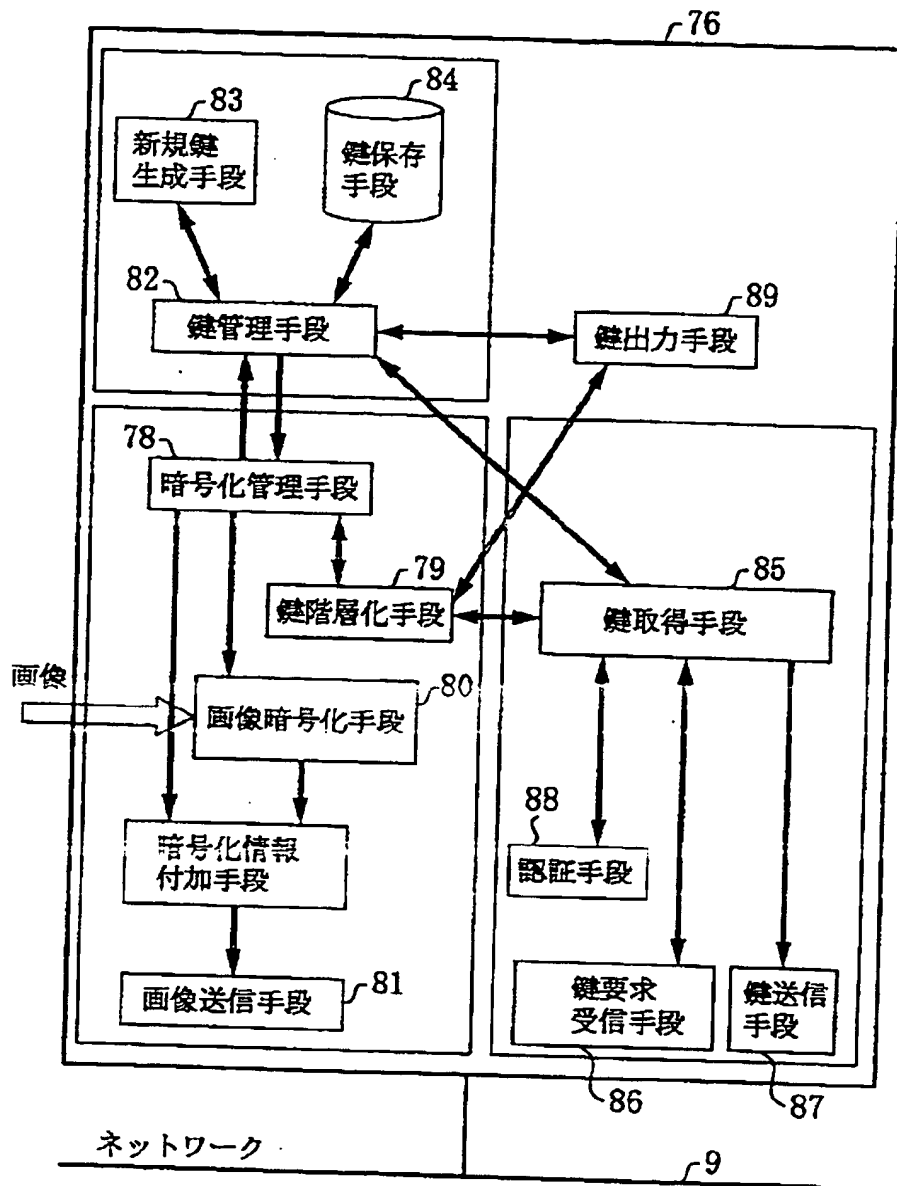 76
83
84
新規鍵
生成手段
鍵保存
手段
82
鍵管理手段
89
鍵出力手段
78
暗号化管理手段
79
鍵階層化手段
85
鍵取得手段
画像
80
画像暗号化手段
88
認証手段
暗号化情報
付加手段
画像送信手段
81
鍵要求
受信手段
鍵送信
手段
86
87
ネットワーク
9